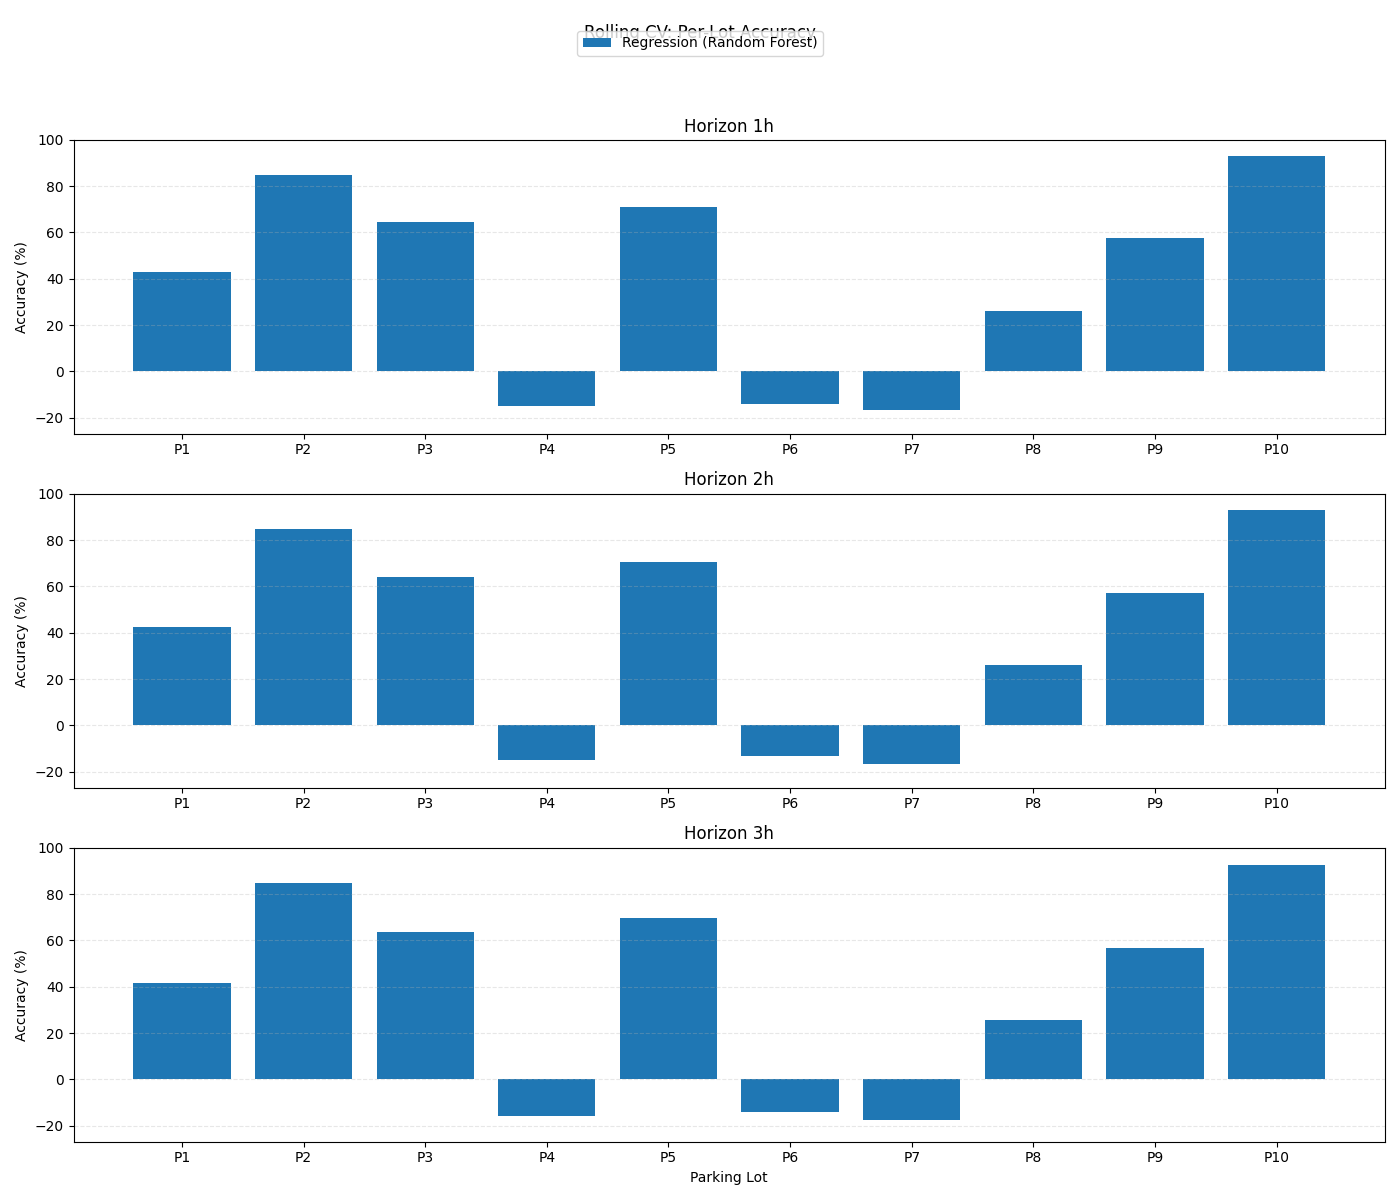 Rolling CV: Per-Lot Accuracy
Regression (Random Forest)
Horizon 1h
Accuracy (%)
100
80
60
40
20
0
−20
P1 P2 P3 P4 P5 P6 P7 P8 P9 P10
Horizon 2h
Accuracy (%)
100
80
60
40
20
0
−20
P1 P2 P3 P4 P5 P6 P7 P8 P9 P10
Horizon 3h
Accuracy (%)
100
80
60
40
20
0
−20
P1 P2 P3 P4 P5 P6 P7 P8 P9 P10
Parking Lot